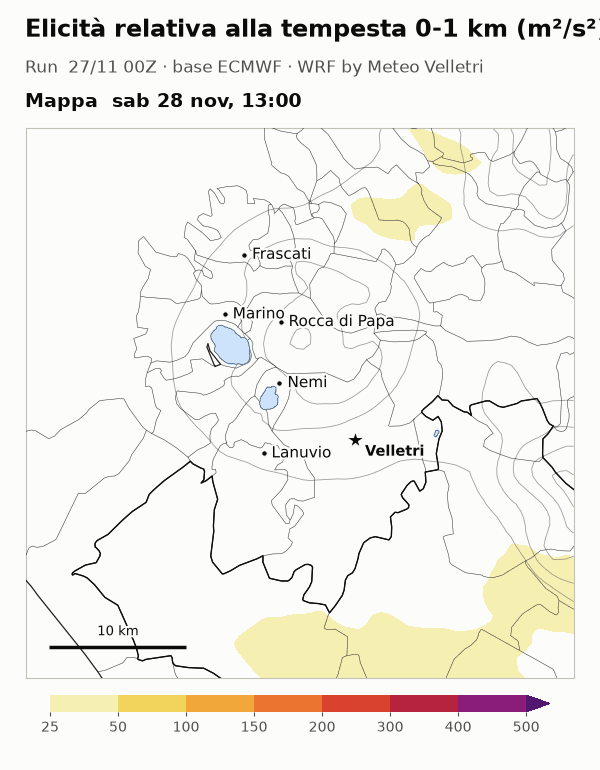 Elicità relativa alla tempesta 0-1 km (m²/s²)
Run 27/11 00Z · base ECMWF · WRF by Meteo Velletri
Mappa sab 28 nov, 13:00
Frascati
Marino
Rocca di Papa
Nemi
Velletri
Lanuvio
10 km
25 50 100 150 200 300 400 500